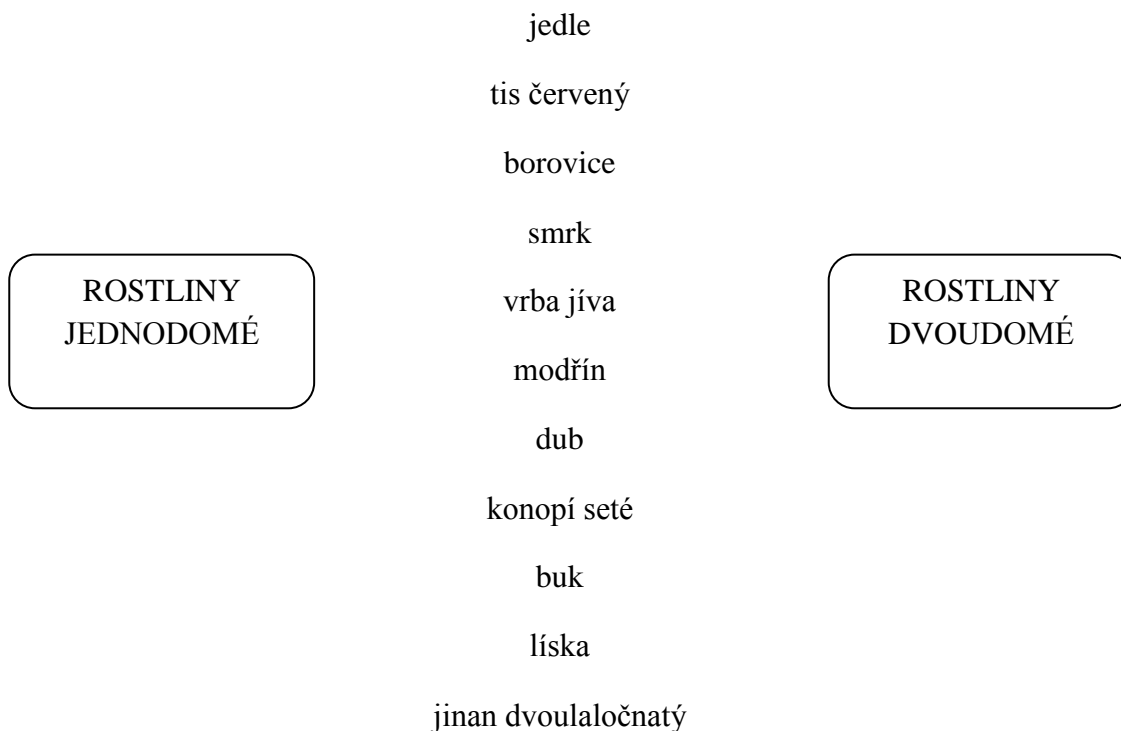 jedle
tis červený
borovice
smrk
ROSTLINY
JEDNODOMÉ
vrba jíva
ROSTLINY
DVOUDOMÉ
modřín
dub
konopí seté
buk
líska
jinan dvoulaločnatý